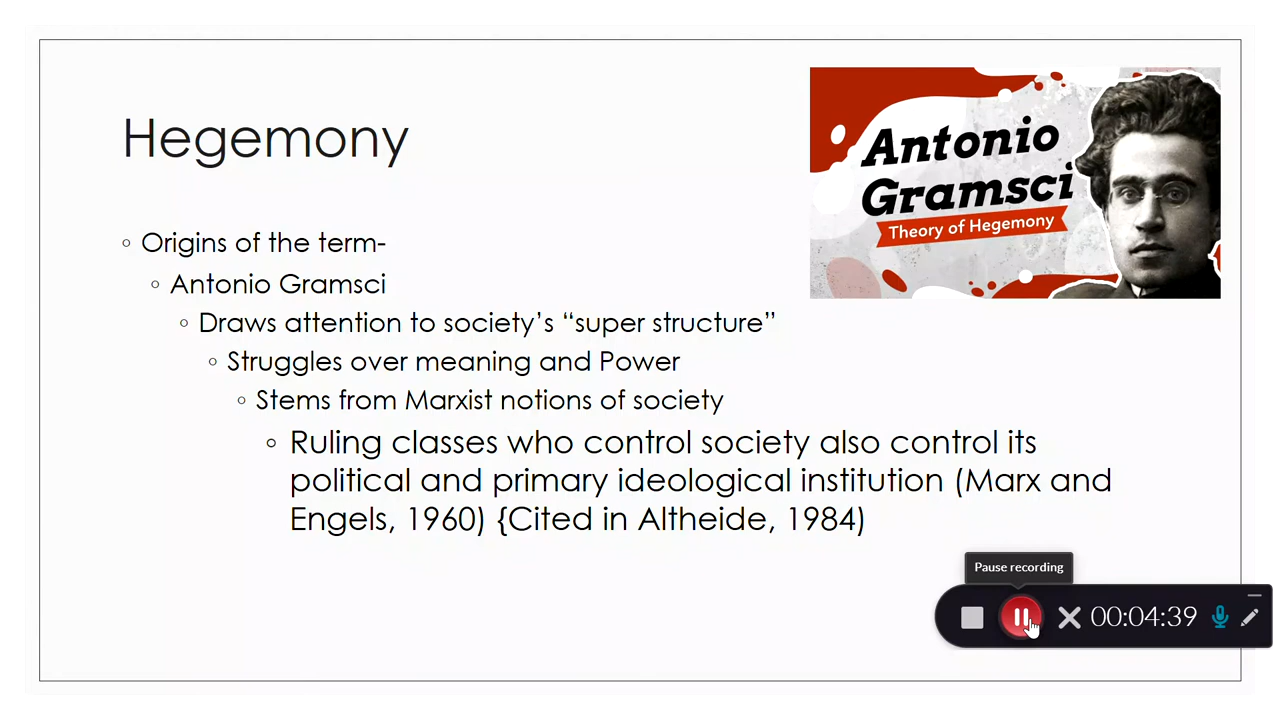 Hegemony
Antonio
Gramsci
Theory of Hegemony
Origins of the term-
Antonio Gramsci
Draws attention to society’s “super structure”
Struggles over meaning and Power
Stems from Marxist notions of society
Ruling classes who control society also control its
political and primary ideological institution (Marx and
Engels, 1960) {Cited in Altheide, 1984)
Pause recording
00:04:39